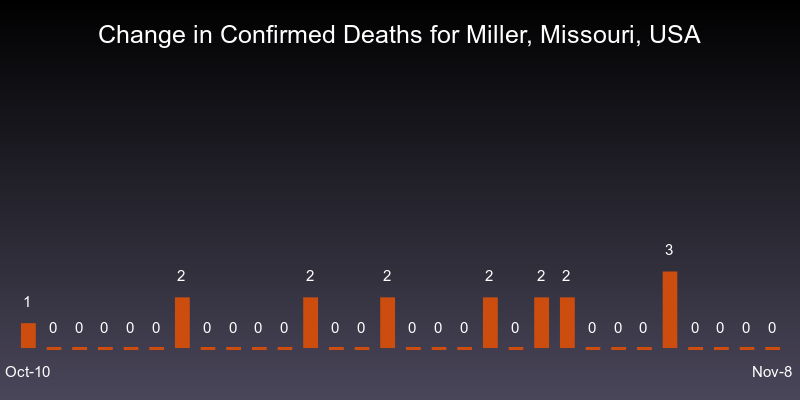 Change in Confirmed Deaths for Miller, Missouri, USA
3
2 2 2 2 2 2
1
0 0 0 0 0 0 0 0 0 0 0 0 0 0 0 0 0 0 0 0 0 0
Oct-10 Nov-8